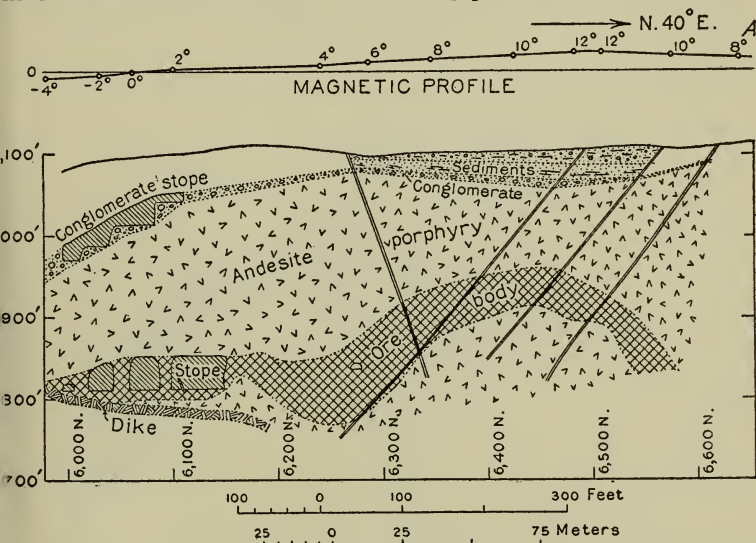 N. 40° E. A
0 -4° -2° 0° 2° 4° 6° 8° 10° 12° 12° 10° 8°
MAGNETIC PROFILE
,100'
Sediments
Conglomerate
Conglomerate stope
000'
porphyry
Andesite
900'
body
Ore
Stope
300'
Dike
6,000 N. 6,100 N. 6,200 N. 6,300 N. 6,400 N. 6,500 N. 6,600 N.
700'
100 0 100 300 Feet
25 0 25 75 Meters